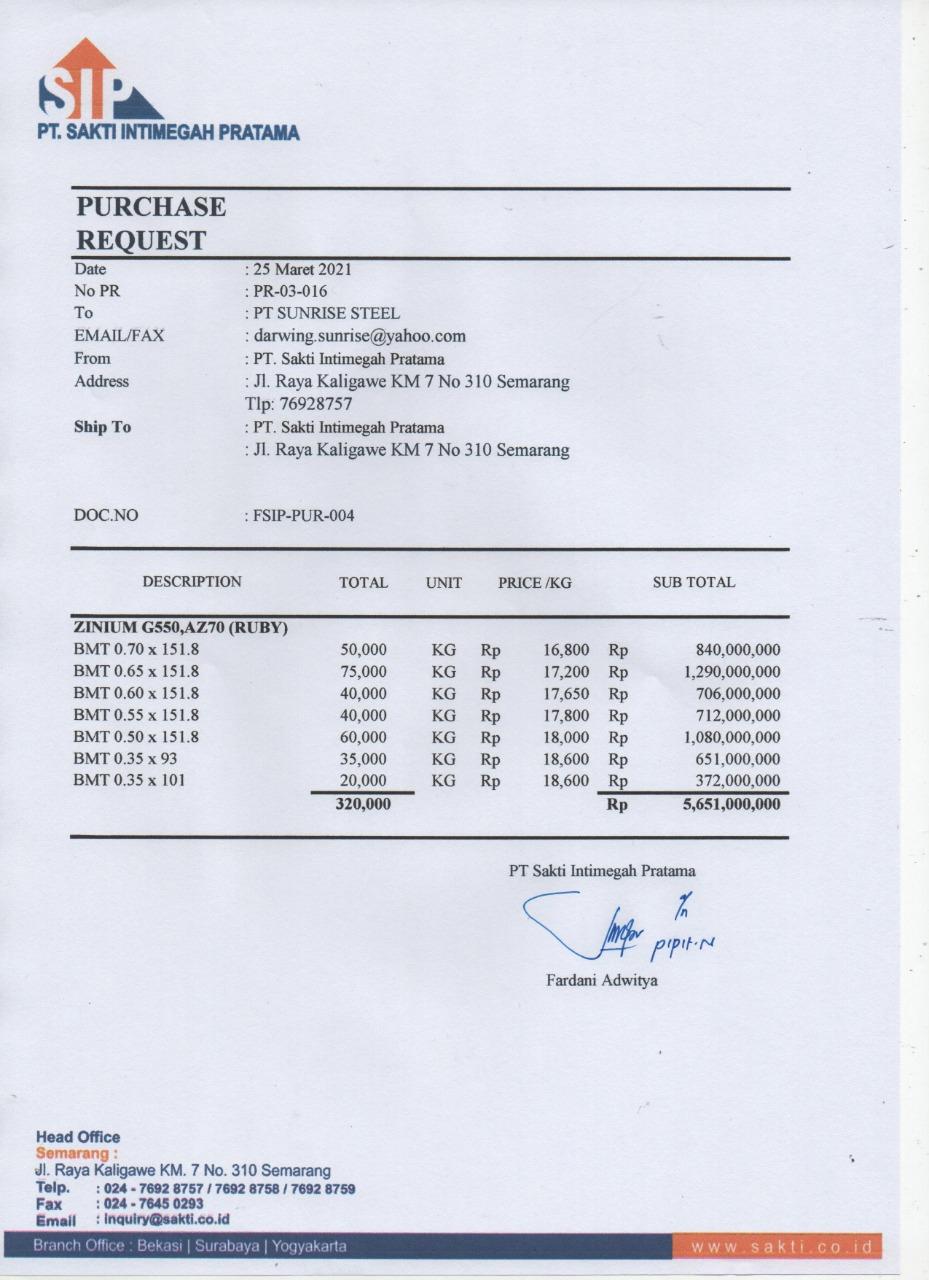 SIP
PT. SAKTI INTIMEGAH PRATAMA
PURCHASE
REQUEST
Date : 25 Maret 2021
No PR : PR-03-016
To : PT SUNRISE STEEL
EMAIL/FAX : darwing.sunrise@yahoo.com
From : PT. Sakti Intimegah Pratama
Address : Jl. Raya Kaligawe KM 7 No 310 Semarang
Tlp: 76928757
Ship To : PT. Sakti Intimegah Pratama
: Jl. Raya Kaligawe KM 7 No 310 Semarang
DOC.NO : FSIP-PUR-004
DESCRIPTION TOTAL UNIT PRICE /KG SUB TOTAL
ZINIUM G550,AZ70 (RUBY)
BMT 0.70 x 151.8 50,000 KG Rp 16,800 Rp 840,000,000
BMT 0.65 x 151.8 75,000 KG Rp 17,200 Rp 1,290,000,000
BMT 0.60 x 151.8 40,000 KG Rp 17,650 Rp 706,000,000
BMT 0.55 x 151.8 40,000 KG Rp 17,800 Rp 712,000,000
BMT 0.50 x 151.8 60,000 KG Rp 18,000 Rp 1,080,000,000
BMT 0.35 x 93 35,000 KG Rp 18,600 Rp 651,000,000
BMT 0.35 x 101 20,000 KG Rp 18,600 Rp 372,000,000
320,000 Rp 5,651,000,000
PT Sakti Intimegah Pratama
a/n
pipit.N
Fardani Adwitya
Head Office
Semarang :
Jl. Raya Kaligawe KM. 7 No. 310 Semarang
Telp. : 024 - 7692 8757 / 7692 8758 / 7692 8759
Fax : 024 - 7645 0293
Email : inquiry@sakti.co.id
Branch Office : Bekasi | Surabaya | Yogyakarta www.sakti.co.id